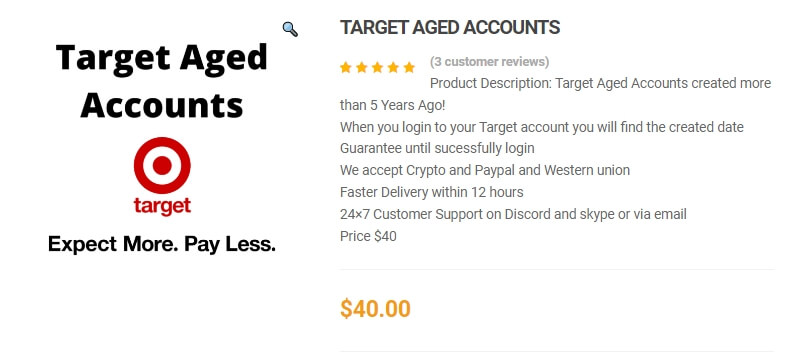 Target Aged
Accounts
target
Expect More. Pay Less.
TARGET AGED ACCOUNTS
(3 customer reviews)
Product Description: Target Aged Accounts created more
than 5 Years Ago!
When you login to your Target account you will find the created date
Guarantee until sucessfully login
We accept Crypto and Paypal and Western union
Faster Delivery within 12 hours
24×7 Customer Support on Discord and skype or via email
Price $40
$40.00